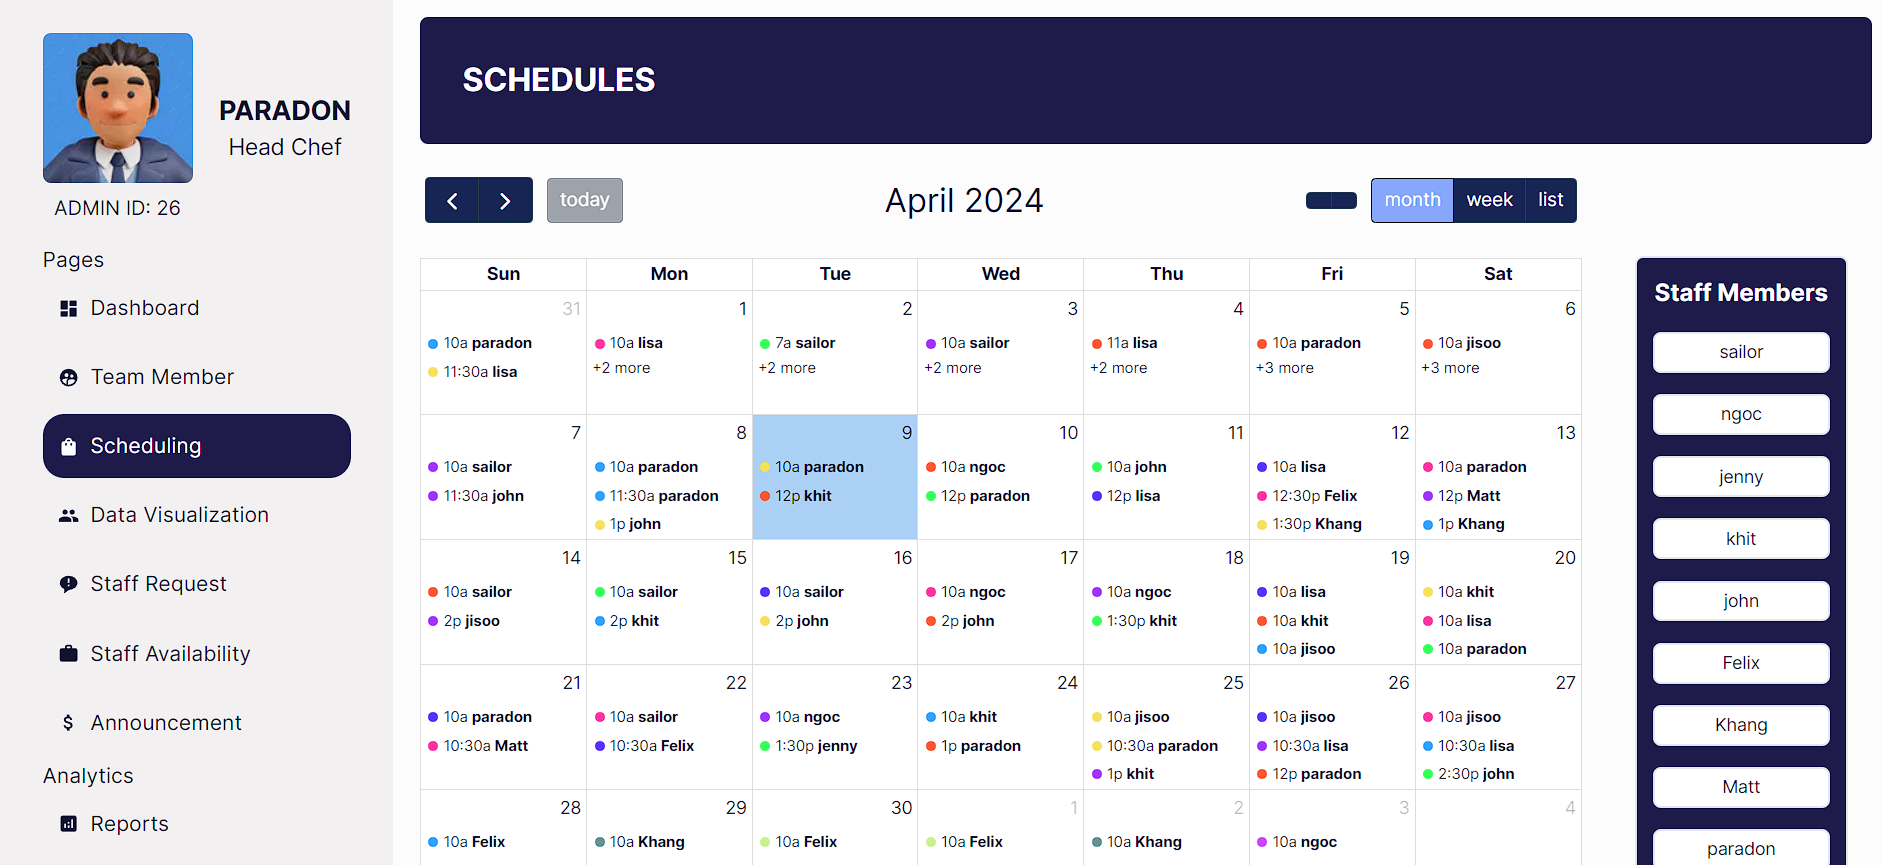 PARADON
Head Chef
ADMIN ID: 26
Pages
Dashboard
Team Member
Scheduling
Data Visualization
Staff Request
Staff Availability
Announcement
Analytics
Reports
SCHEDULES
today
April 2024
month week list
Sun Mon Tue Wed Thu Fri Sat
31 1 2 3 4 5 6
10a paradon 10a lisa 7a sailor 10a sailor 11a lisa 10a paradon 10a jisoo
11:30a lisa +2 more +2 more +2 more +2 more +3 more +3 more
7 8 9 10 11 12 13
10a sailor 10a paradon 10a paradon 10a ngoc 10a john 10a lisa 10a paradon
11:30a john 11:30a paradon 12p khit 12p paradon 12p lisa 12:30p Felix 12p Matt
1p john 1:30p Khang 1p Khang
14 15 16 17 18 19 20
10a sailor 10a sailor 10a sailor 10a ngoc 10a ngoc 10a lisa 10a khit
2p jisoo 2p khit 2p john 2p john 1:30p khit 10a khit 10a lisa
10a jisoo 10a paradon
21 22 23 24 25 26 27
10a paradon 10a sailor 10a ngoc 10a khit 10a jisoo 10a jisoo 10a jisoo
10:30a Matt 10:30a Felix 1:30p jenny 1p paradon 10:30a paradon 10:30a lisa 10:30a lisa
1p khit 12p paradon 2:30p john
28 29 30 1 2 3 4
10a Felix 10a Khang 10a Felix 10a Felix 10a Khang 10a ngoc
Staff Members
sailor
ngoc
jenny
khit
john
Felix
Khang
Matt
paradon